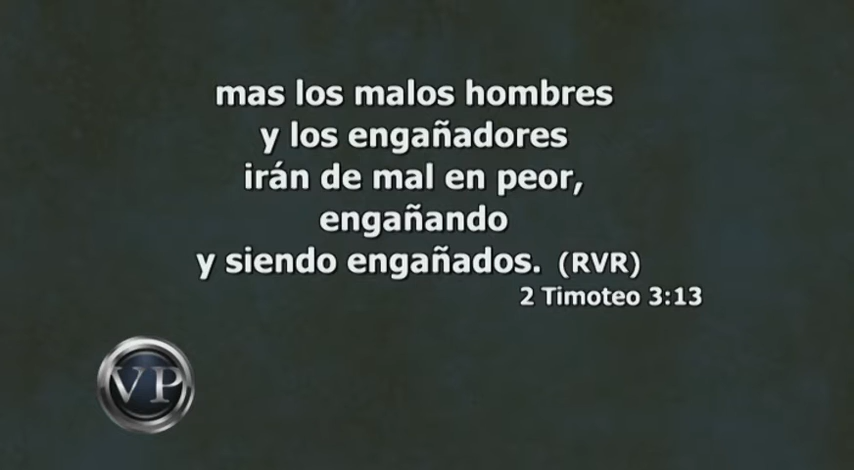 mas los malos hombres
y los engañadores
irán de mal en peor,
engañando
y siendo engañados. (RVR)
2 Timoteo 3:13
VP